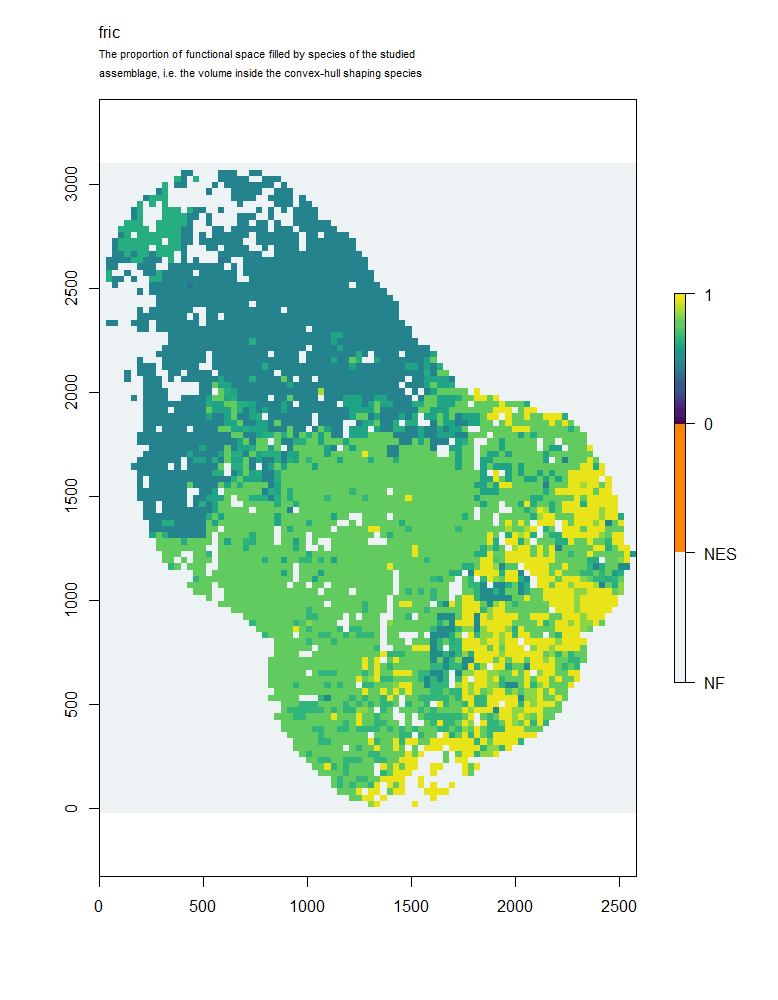 fric
The proportion of functional space filled by species of the studied
assemblage, i.e. the volume inside the convex-hull shaping species
3000
2500
2000
1500
1000
500
0
0 500 1000 1500 2000 2500
1
0
NES
NF